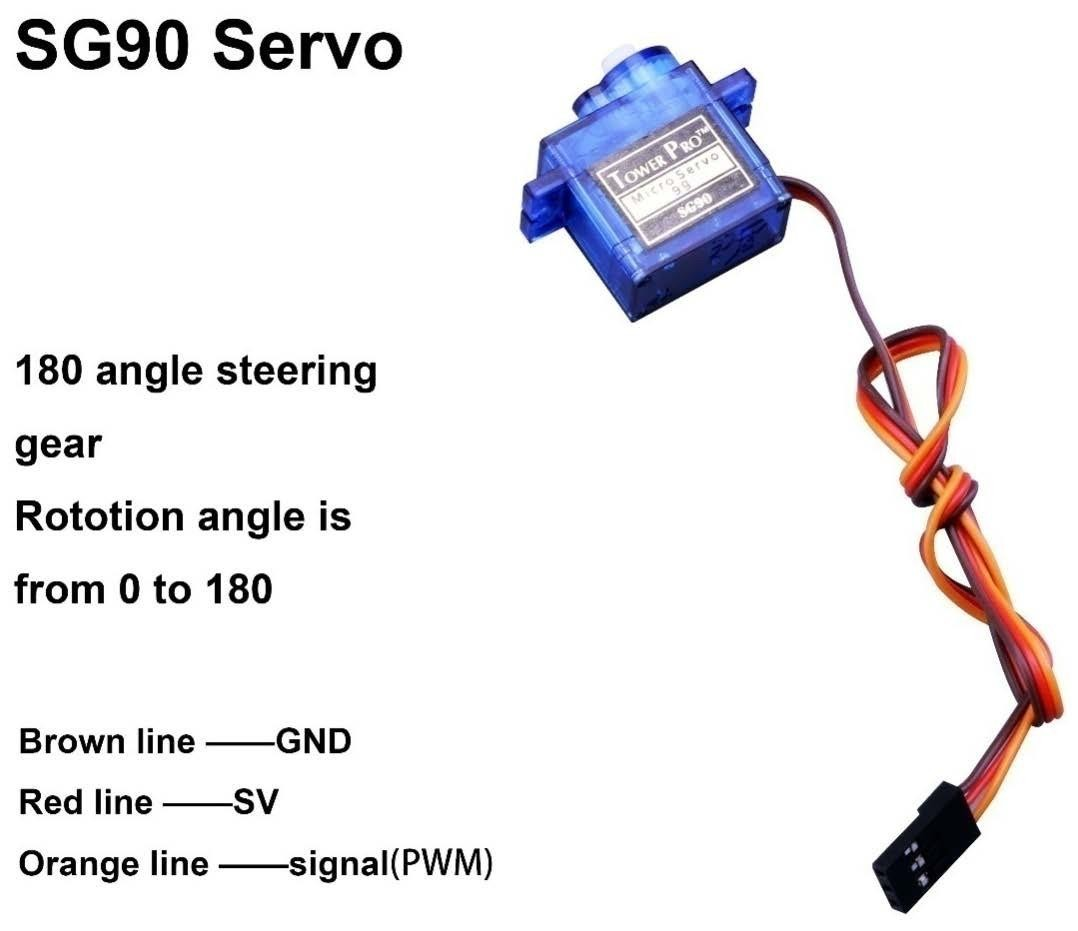 SG90 Servo
TOWER PRO™
Micro Servo
9g
SG90
180 angle steering
gear
Rototion angle is
from 0 to 180
Brown line ——GND
Red line ——SV
Orange line ——signal(PWM)